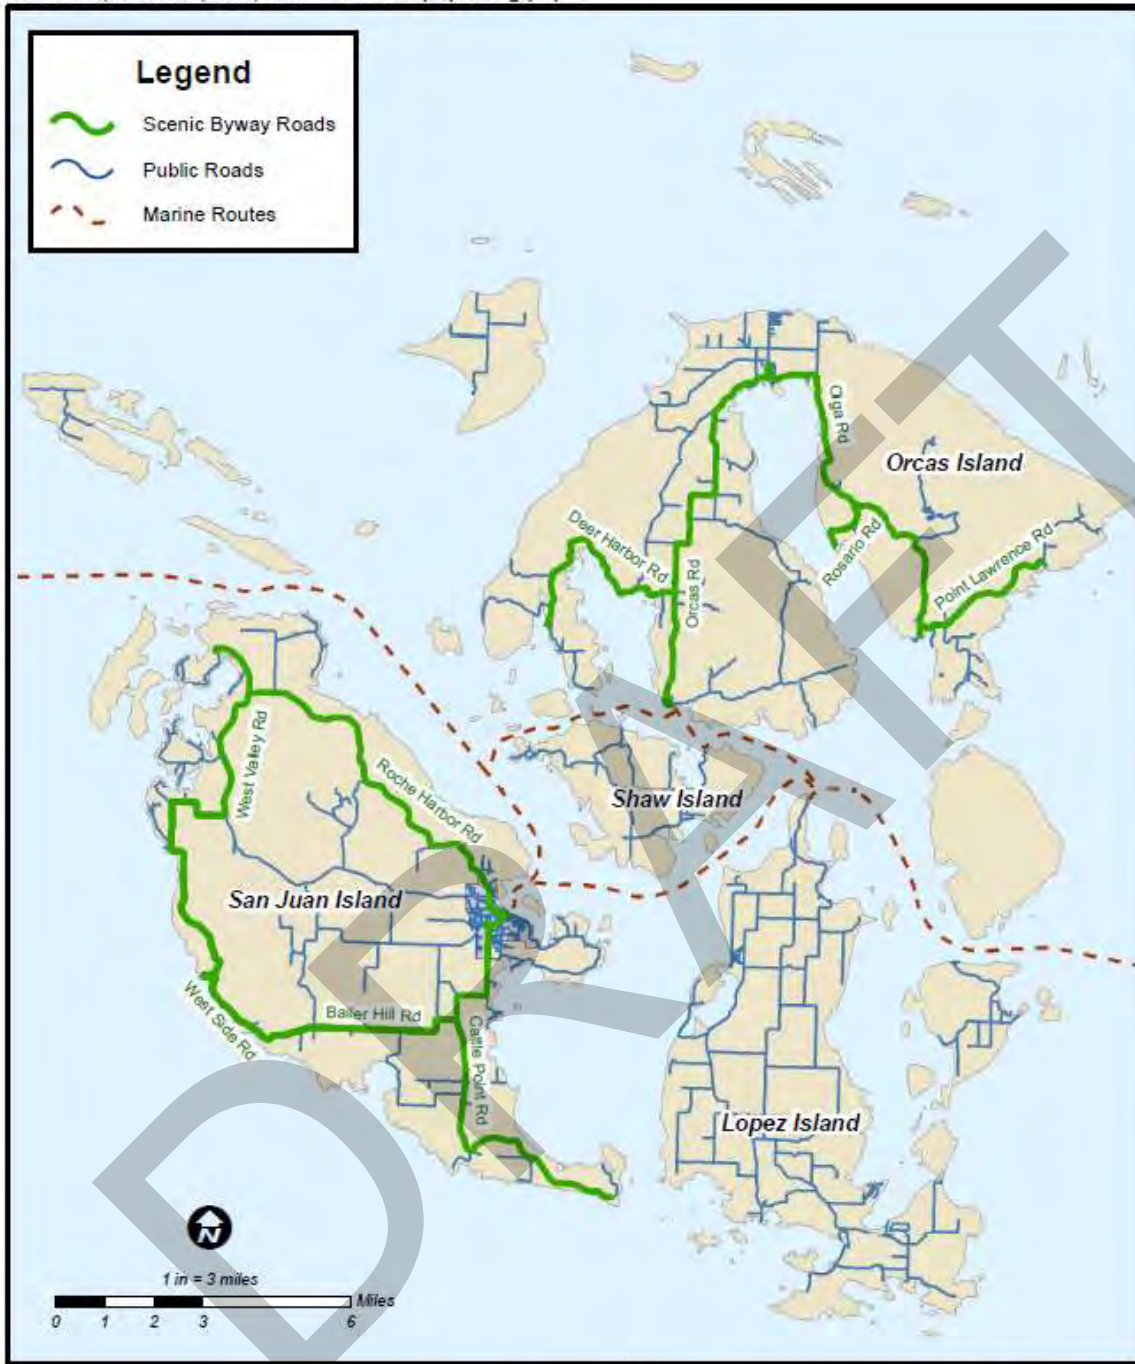 Legend
Scenic Byway Roads
Public Roads
Marine Routes
Olga Rd
Orcas Island
Deer Harbor Rd
Orcas Rd
Rosario Rd
Point Lawrence Rd
West Valley Rd
Roche Harbor Rd
Shaw Island
San Juan Island
West Side Rd
Bailer Hill Rd
Cattle Point Rd
Lopez Island
DRAFT
N
1 in = 3 miles
Miles
0 1 2 3 6